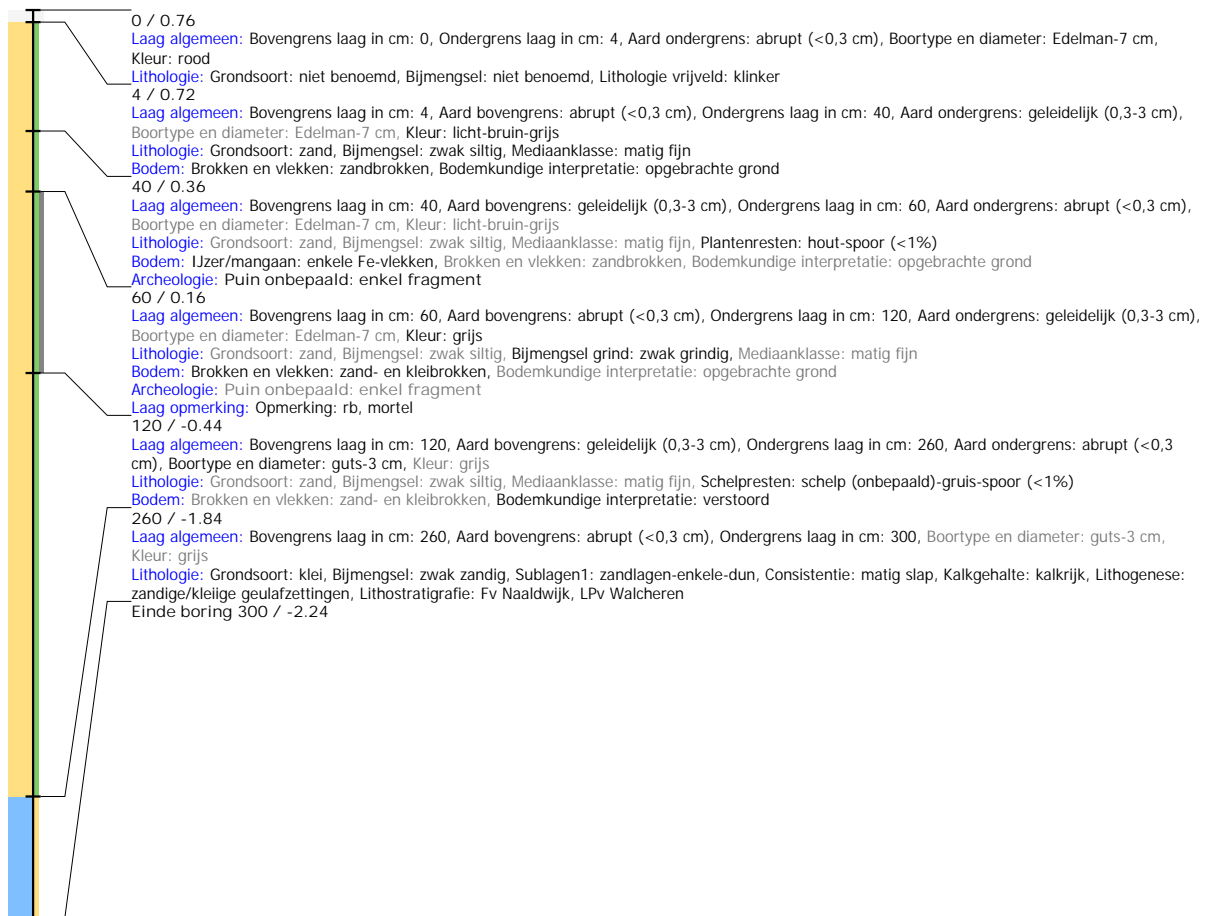 0 / 0.76
Laag algemeen: Bovengrens laag in cm: 0, Ondergrens laag in cm: 4, Aard ondergrens: abrupt (<0,3 cm), Boortype en diameter: Edelman-7 cm,
Kleur: rood
Lithologie: Grondsoort: niet benoemd, Bijmengsel: niet benoemd, Lithologie vrijveld: klinker
4 / 0.72
Laag algemeen: Bovengrens laag in cm: 4, Aard bovengrens: abrupt (<0,3 cm), Ondergrens laag in cm: 40, Aard ondergrens: geleidelijk (0,3-3 cm),
Boortype en diameter: Edelman-7 cm, Kleur: licht-bruin-grijs
Lithologie: Grondsoort: zand, Bijmengsel: zwak siltig, Mediaanklasse: matig fijn
Bodem: Brokken en vlekken: zandbrokken, Bodemkundige interpretatie: opgebrachte grond
40 / 0.36
Laag algemeen: Bovengrens laag in cm: 40, Aard bovengrens: geleidelijk (0,3-3 cm), Ondergrens laag in cm: 60, Aard ondergrens: abrupt (<0,3 cm),
Boortype en diameter: Edelman-7 cm, Kleur: licht-bruin-grijs
Lithologie: Grondsoort: zand, Bijmengsel: zwak siltig, Mediaanklasse: matig fijn, Plantenresten: hout-spoor (<1%)
Bodem: IJzer/mangaan: enkele Fe-vlekken, Brokken en vlekken: zandbrokken, Bodemkundige interpretatie: opgebrachte grond
Archeologie: Puin onbepaald: enkel fragment
60 / 0.16
Laag algemeen: Bovengrens laag in cm: 60, Aard bovengrens: abrupt (<0,3 cm), Ondergrens laag in cm: 120, Aard ondergrens: geleidelijk (0,3-3 cm),
Boortype en diameter: Edelman-7 cm, Kleur: grijs
Lithologie: Grondsoort: zand, Bijmengsel: zwak siltig, Bijmengsel grind: zwak grindig, Mediaanklasse: matig fijn
Bodem: Brokken en vlekken: zand- en kleibrokken, Bodemkundige interpretatie: opgebrachte grond
Archeologie: Puin onbepaald: enkel fragment
Laag opmerking: Opmerking: rb, mortel
120 / -0.44
Laag algemeen: Bovengrens laag in cm: 120, Aard bovengrens: geleidelijk (0,3-3 cm), Ondergrens laag in cm: 260, Aard ondergrens: abrupt (<0,3
cm), Boortype en diameter: guts-3 cm, Kleur: grijs
Lithologie: Grondsoort: zand, Bijmengsel: zwak siltig, Mediaanklasse: matig fijn, Schelpresten: schelp (onbepaald)-gruis-spoor (<1%)
Bodem: Brokken en vlekken: zand- en kleibrokken, Bodemkundige interpretatie: verstoord
260 / -1.84
Laag algemeen: Bovengrens laag in cm: 260, Aard bovengrens: abrupt (<0,3 cm), Ondergrens laag in cm: 300, Boortype en diameter: guts-3 cm,
Kleur: grijs
Lithologie: Grondsoort: klei, Bijmengsel: zwak zandig, Sublagen1: zandlagen-enkele-dun, Consistentie: matig slap, Kalkgehalte: kalkrijk, Lithogenese:
zandige/kleiige geulafzettingen, Lithostratigrafie: Fv Naaldwijk, LPv Walcheren
Einde boring 300 / -2.24